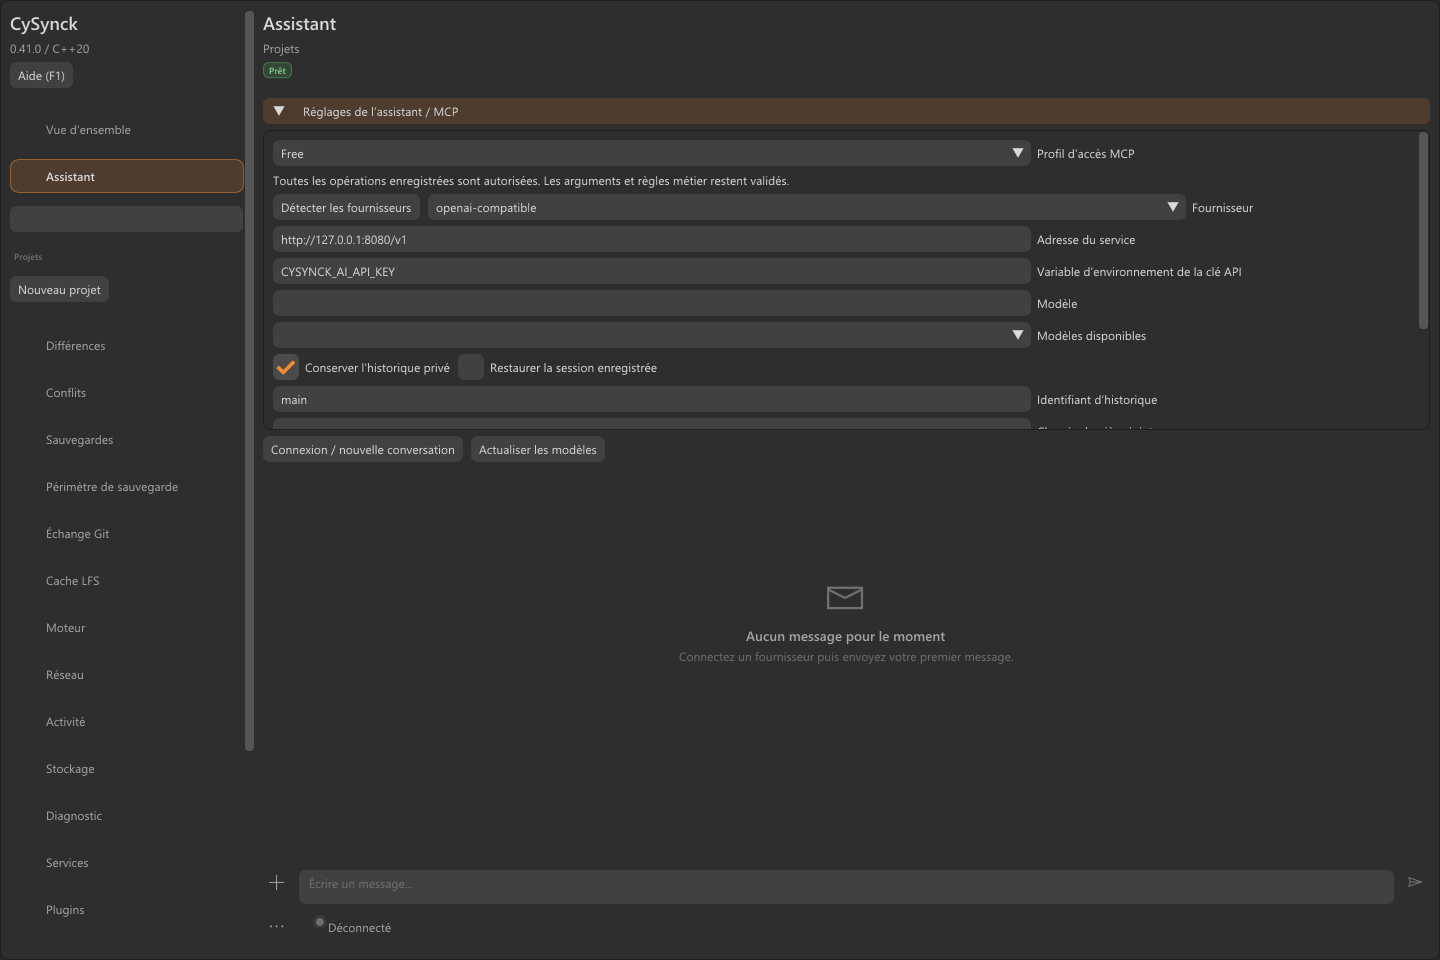 CySynck
0.41.0 / C++20
Aide (F1)
Vue d'ensemble
Assistant
Projets
Nouveau projet
Différences
Conflits
Sauvegardes
Périmètre de sauvegarde
Échange Git
Cache LFS
Moteur
Réseau
Activité
Stockage
Diagnostic
Services
Plugins
Assistant
Projets
Prêt
Réglages de l'assistant / MCP
Free
Profil d'accès MCP
Toutes les opérations enregistrées sont autorisées. Les arguments et règles métier restent validés.
Détecter les fournisseurs
openai-compatible
Fournisseur
http://127.0.0.1:8080/v1
Adresse du service
CYSYNCK_AI_API_KEY
Variable d'environnement de la clé API
Modèle
Modèles disponibles
Conserver l'historique privé
Restaurer la session enregistrée
main
Identifiant d'historique
Connexion / nouvelle conversation
Actualiser les modèles
Aucun message pour le moment
Connectez un fournisseur puis envoyez votre premier message.
Écrire un message...
Déconnecté